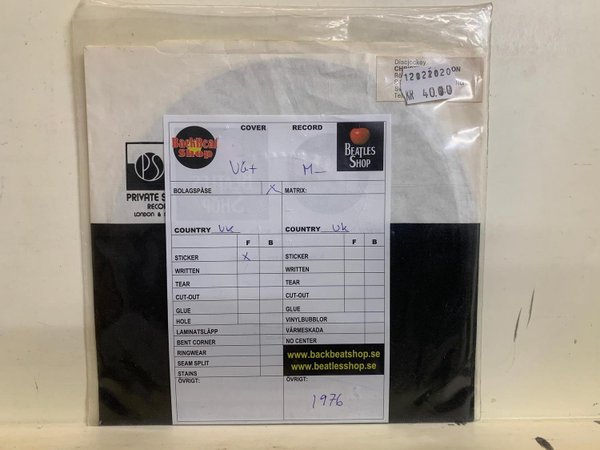 Discjockey
12022020
KR 40.00
BackBeat Shop
COVER RECORD
BEATLES SHOP
VG+ M-
BOLAGSPÅSE X MATRIX:
PS
PRIVATE S
RECO
LONDON &
COUNTRY UK COUNTRY UK
F B F B
STICKER X STICKER
WRITTEN WRITTEN
TEAR TEAR
CUT-OUT CUT-OUT
GLUE GLUE
HOLE VINYLBUBBLOR
LAMINATSLÄPP VÄRMESKADA
BENT CORNER NO CENTER
RINGWEAR www.backbeatshop.se
SEAM SPLIT www.beatlesshop.se
STAINS
ÖVRIGT: ÖVRIGT:
1976